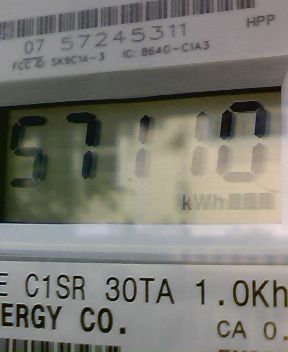 07 57245311
HPP
FCC ID: SK9C1A-3 IC: 864G-C1A3
57110
kWh
E C1SR 30TA 1.0Kh
ERGY CO.
CA 0.